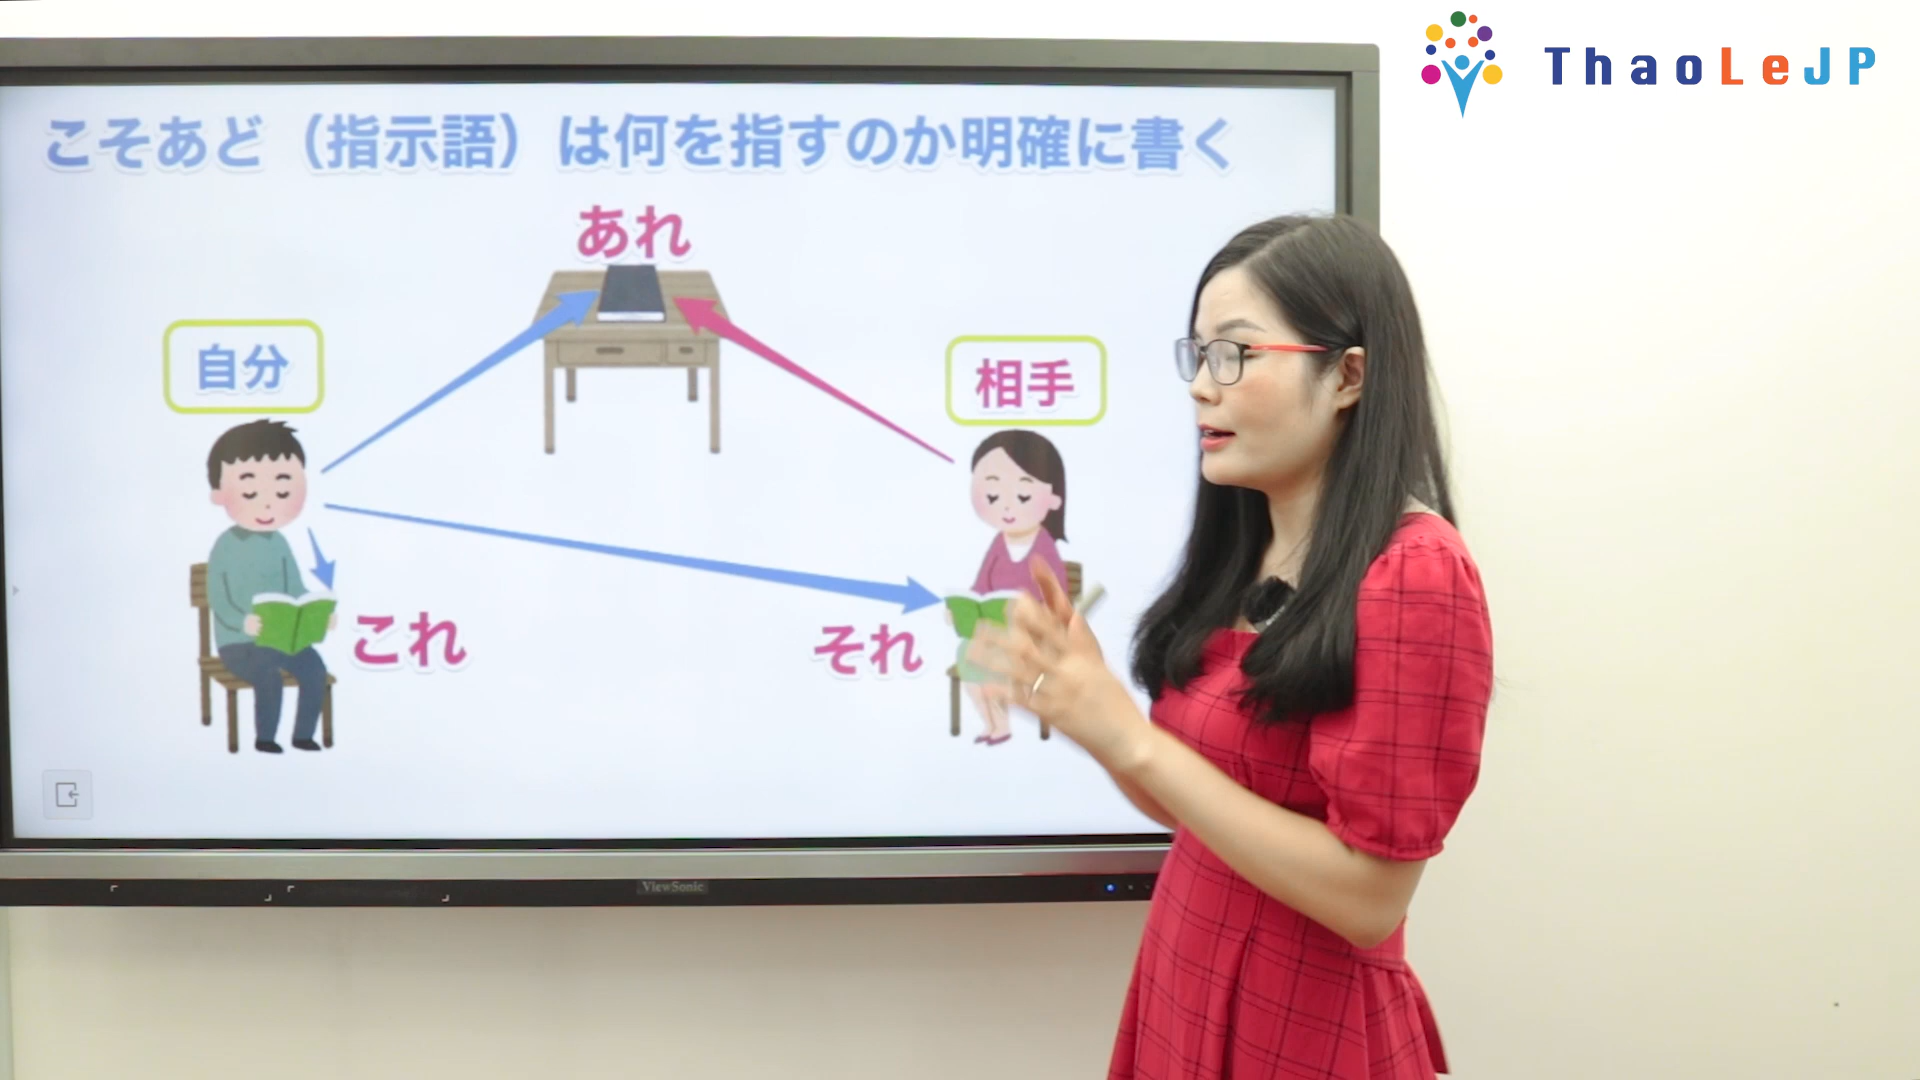 ThaoLeJP
こそあど（指示語）は何を指すのか明確に書く
あれ
自分
相手
これ
それ
ViewSonic